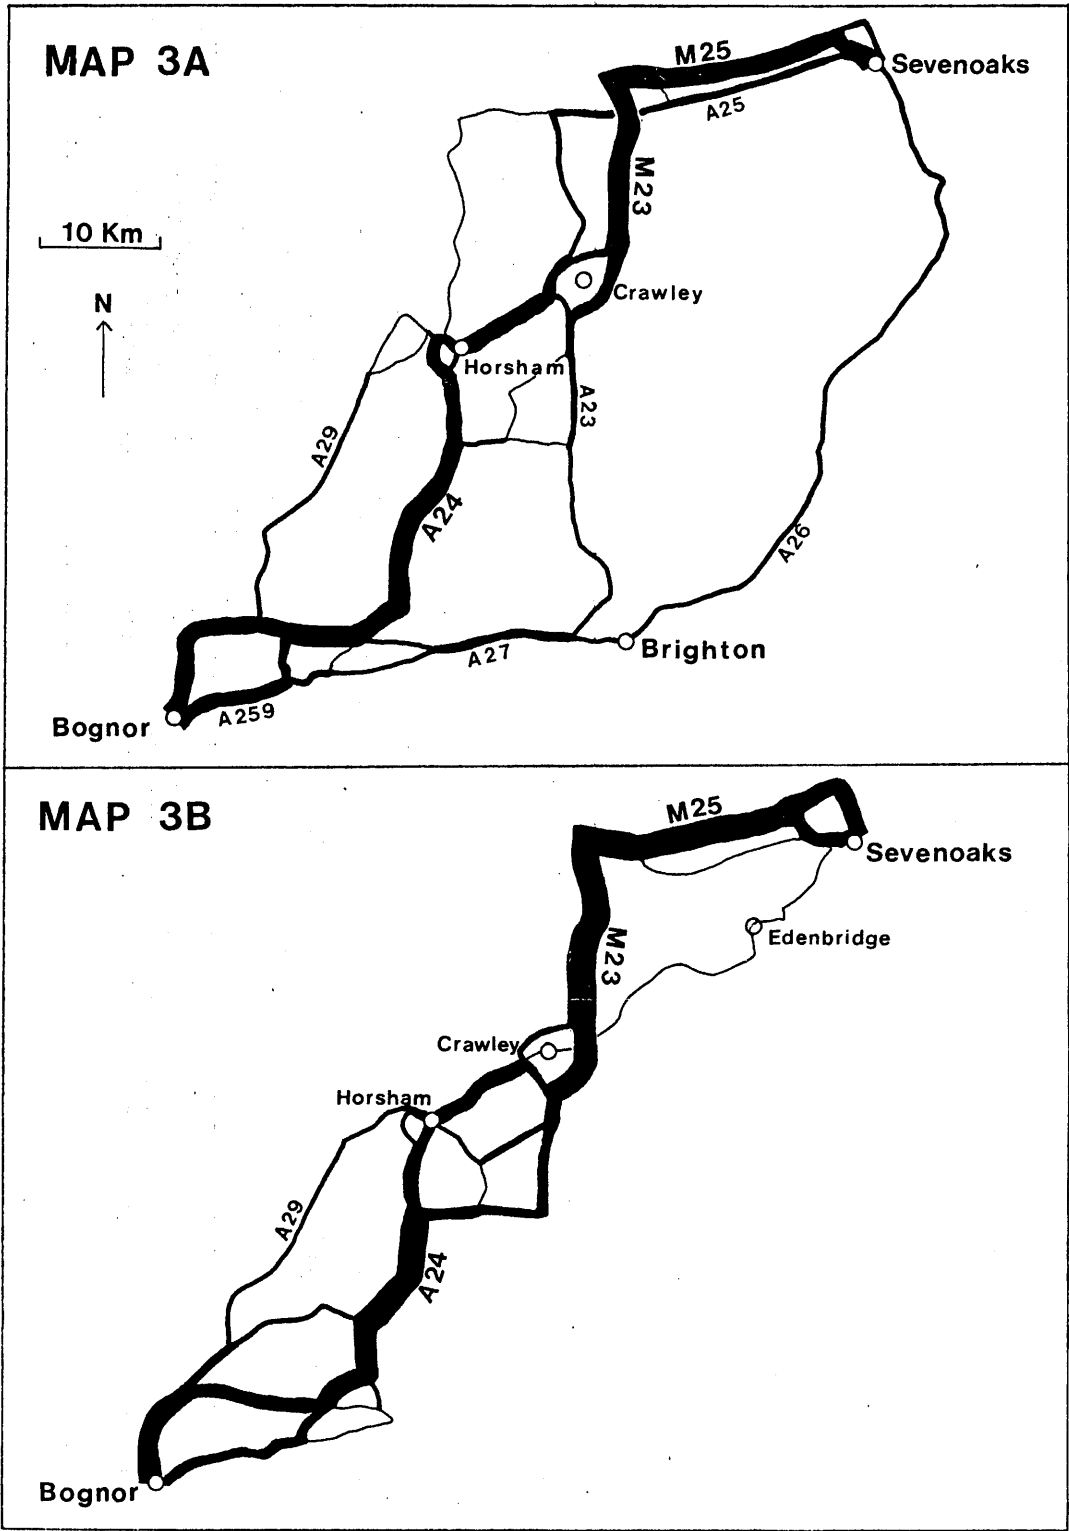 MAP 3A
M25
Sevenoaks
A25
M23
10 Km
N
Crawley
Horsham
A23
A29
A24
A26
A27
Brighton
A259
Bognor
MAP 3B
M25
Sevenoaks
Edenbridge
M23
Crawley
Horsham
A29
A24
Bognor